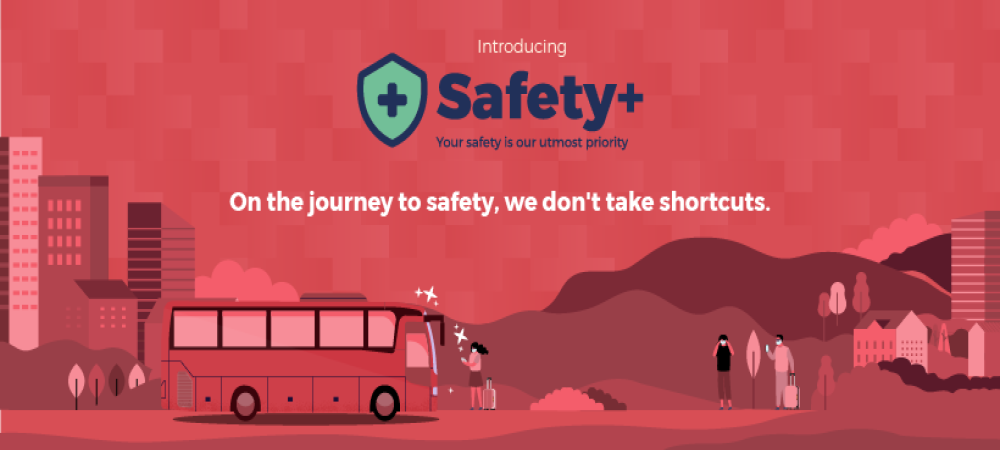 Introducing
Safety+
Your safety is our utmost priority
On the journey to safety, we don't take shortcuts.